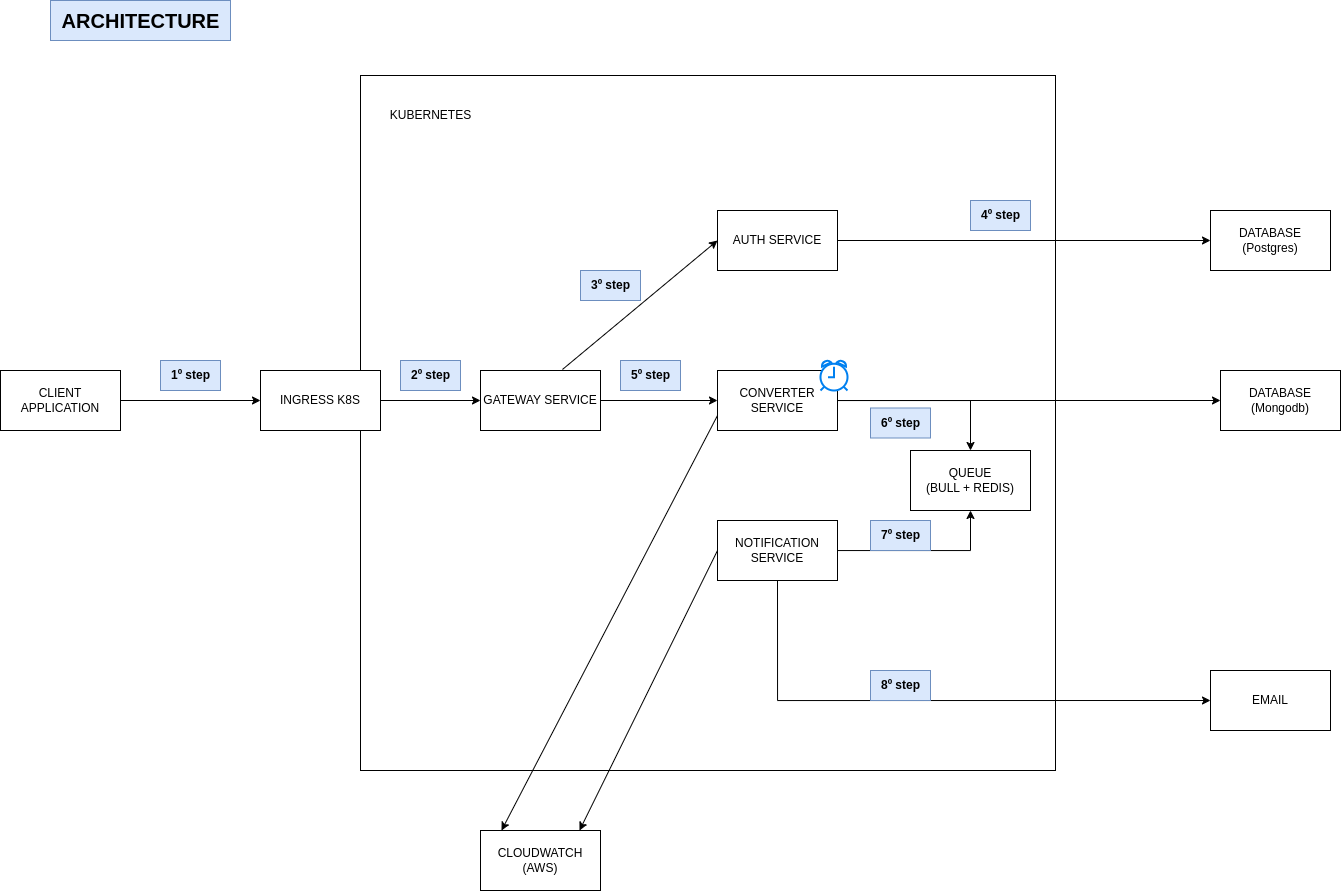 ARCHITECTURE
KUBERNETES
4º step
AUTH SERVICE
DATABASE
(Postgres)
3º step
1º step
2º step
5º step
CLIENT
APPLICATION
INGRESS K8S
GATEWAY SERVICE
CONVERTER
SERVICE
DATABASE
(Mongodb)
6º step
QUEUE
(BULL + REDIS)
NOTIFICATION
SERVICE
7º step
8º step
EMAIL
CLOUDWATCH
(AWS)